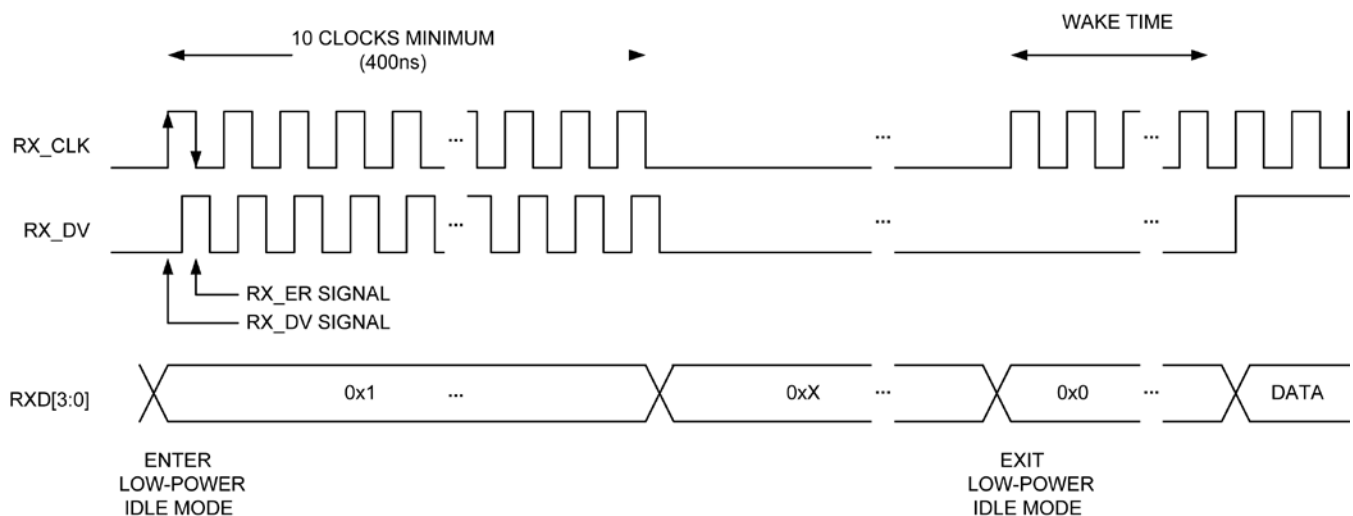 10 CLOCKS MINIMUM
(400ns)
WAKE TIME
RX_CLK
...
...
...
RX_DV
...
...
...
RX_ER SIGNAL
RX_DV SIGNAL
RXD[3:0]
0x1 ...
0xX ...
0x0 ...
DATA
ENTER
LOW-POWER
IDLE MODE
EXIT
LOW-POWER
IDLE MODE